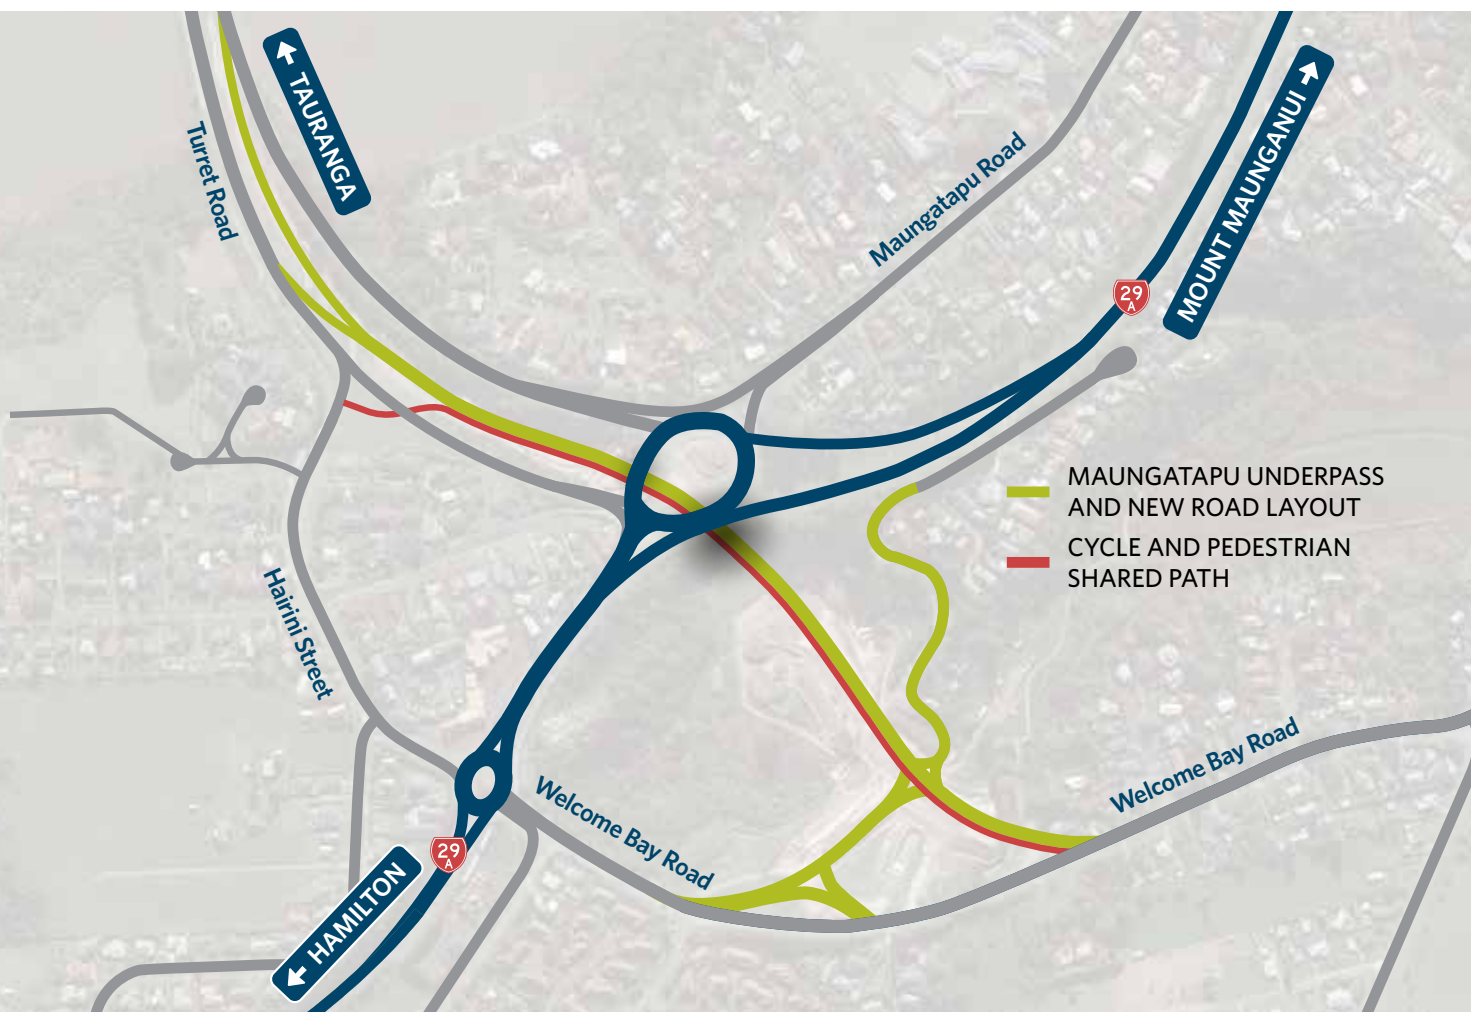 TAURANGA
MOUNT MAUNGANUI
Turret Road
Maungatapu Road
29
A
MAUNGATAPU UNDERPASS
AND NEW ROAD LAYOUT
CYCLE AND PEDESTRIAN
SHARED PATH
Hairini Street
Welcome Bay Road
Welcome Bay Road
29
A
HAMILTON